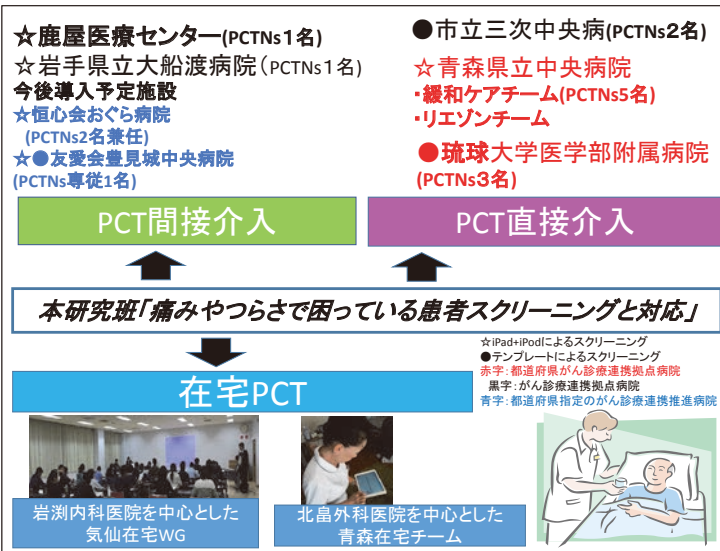 ☆鹿屋医療センター(PCTNs1名)
☆岩手県立大船渡病院(PCTNs1名)
今後導入予定施設
☆恒心会おぐら病院
(PCTNs2名兼任)
☆●友愛会豊見城中央病院
(PCTNs専従1名)
●市立三次中央病(PCTNs2名)
☆青森県立中央病院
・緩和ケアチーム(PCTNs5名)
・リエゾンチーム
●琉球大学医学部附属病院
(PCTNs3名)
PCT間接介入
PCT直接介入
本研究班「痛みやつらさで困っている患者スクリーニングと対応」
☆iPad+iPodによるスクリーニング
●テンプレートによるスクリーニング
赤字:都道府県がん診療連携拠点病院
黒字:がん診療連携拠点病院
青字:都道府県指定のがん診療連携推進病院
在宅PCT
岩渕内科医院を中心とした
気仙在宅WG
北畠外科医院を中心とした
青森在宅チーム